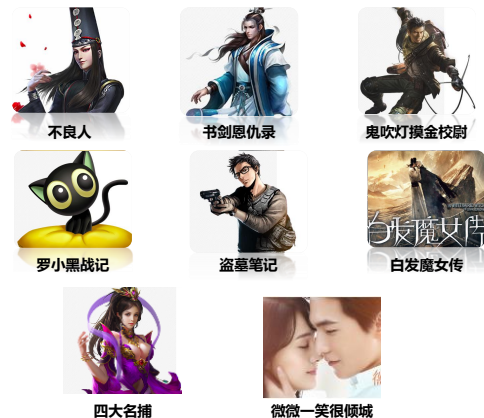 不良人
书剑恩仇录
鬼吹灯摸金校尉
罗小黑战记
盗墓笔记
白发魔女传
白发魔女传
四大名捕
微微一笑很倾城